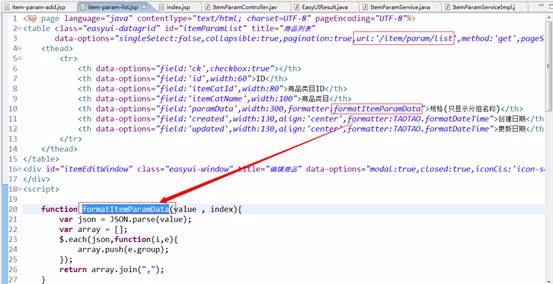 item-param-add.jsp item-param-list.jsp index.jsp ItemParamController.jav EasyUIResult.java ItemParamService.java ItemParamServiceImpl.j
1 <%@ page language="java" contentType="text/html; charset=UTF-8" pageEncoding="UTF-8"%>
2 <table class="easyui-datagrid" id="itemParamList" title="商品列表"
3 data-options="singleSelect:false,collapsible:true,pagination:true,url:'/item/param/list',method:'get',pageS
4 <thead>
5 <tr>
6 <th data-options="field:'ck',checkbox:true"></th>
7 <th data-options="field:'id',width:60">ID</th>
8 <th data-options="field:'itemCatId',width:80">商品类目ID</th>
9 <th data-options="field:'itemCatName',width:100">商品类目</th>
10 <th data-options="field:'paramData',width:300,formatter:formatItemParamData">规格(只显示分组名称)</th>
11 <th data-options="field:'created',width:130,align:'center',formatter:TAOTAO.formatDateTime">创建日期</th>
12 <th data-options="field:'updated',width:130,align:'center',formatter:TAOTAO.formatDateTime">更新日期</th>
13 </tr>
14 </thead>
15 </table>
16 <div id="itemEditWindow" class="easyui-window" title="编辑商品" data-options="modal:true,closed:true,iconCls:'icon-s
17 </div>
18 <script>
19
20 function formatItemParamData(value , index){
21 var json = JSON.parse(value);
22 var array = [];
23 $.each(json,function(i,e){
24 array.push(e.group);
25 });
26 return array.join(",");
27 }